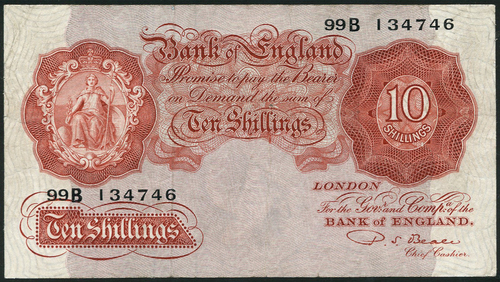 99B 134746
Bank of England
Promise to pay the Bearer
on Demand the sum of
Ten Shillings
10
SHILLINGS
99B 134746
Ten Shillings
LONDON
For the Govr. and Compa. of the
BANK OF ENGLAND.
P. S. Beale
Chief Cashier.